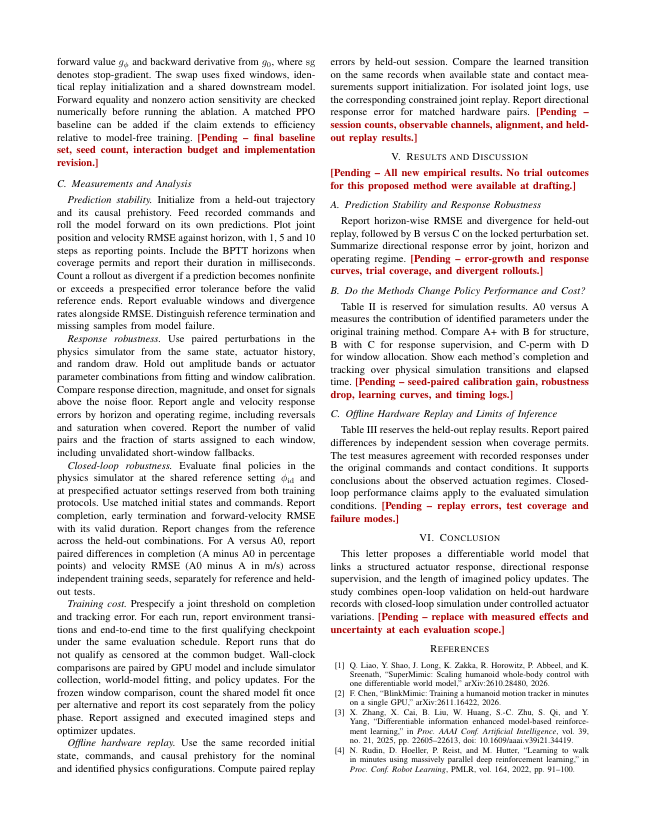 forward value gϕ and backward derivative from g0, where sg
denotes stop-gradient. The swap uses fixed windows, iden-
tical replay initialization and a shared downstream model.
Forward equality and nonzero action sensitivity are checked
numerically before running the ablation. A matched PPO
baseline can be added if the claim extends to efficiency
relative to model-free training. [Pending – final baseline
set, seed count, interaction budget and implementation
revision.]
C. Measurements and Analysis
Prediction stability. Initialize from a held-out trajectory
and its causal prehistory. Feed recorded commands and
roll the model forward on its own predictions. Plot joint
position and velocity RMSE against horizon, with 1, 5 and 10
steps as reporting points. Include the BPTT horizons when
coverage permits and report their duration in milliseconds.
Count a rollout as divergent if a prediction becomes nonfinite
or exceeds a prespecified error tolerance before the valid
reference ends. Report evaluable windows and divergence
rates alongside RMSE. Distinguish reference termination and
missing samples from model failure.
Response robustness. Use paired perturbations in the
physics simulator from the same state, actuator history,
and random draw. Hold out amplitude bands or actuator
parameter combinations from fitting and window calibration.
Compare response direction, magnitude, and onset for signals
above the noise floor. Report angle and velocity response
errors by horizon and operating regime, including reversals
and saturation when covered. Report the number of valid
pairs and the fraction of starts assigned to each window,
including unvalidated short-window fallbacks.
Closed-loop robustness. Evaluate final policies in the
physics simulator at the shared reference setting ϕid and
at prespecified actuator settings reserved from both training
protocols. Use matched initial states and commands. Report
completion, early termination and forward-velocity RMSE
with its valid duration. Report changes from the reference
across the held-out combinations. For A versus A0, report
paired differences in completion (A minus A0 in percentage
points) and velocity RMSE (A0 minus A in m/s) across
independent training seeds, separately for reference and held-
out tests.
Training cost. Prespecify a joint threshold on completion
and tracking error. For each run, report environment transi-
tions and end-to-end time to the first qualifying checkpoint
under the same evaluation schedule. Report runs that do
not qualify as censored at the common budget. Wall-clock
comparisons are paired by GPU model and include simulator
collection, world-model fitting, and policy updates. For the
frozen window comparison, count the shared model fit once
per alternative and report its cost separately from the policy
phase. Report assigned and executed imagined steps and
optimizer updates.
Offline hardware replay. Use the same recorded initial
state, commands, and causal prehistory for the nominal
and identified physics configurations. Compute paired replay
errors by held-out session. Compare the learned transition
on the same records when available state and contact mea-
surements support initialization. For isolated joint logs, use
the corresponding constrained joint replay. Report directional
response error for matched hardware pairs. [Pending –
session counts, observable channels, alignment, and held-
out replay results.]
V. RESULTS AND DISCUSSION
[Pending – All new empirical results. No trial outcomes
for this proposed method were available at drafting.]
A. Prediction Stability and Response Robustness
Report horizon-wise RMSE and divergence for held-out
replay, followed by B versus C on the locked perturbation set.
Summarize directional response error by joint, horizon and
operating regime. [Pending – error-growth and response
curves, trial coverage, and divergent rollouts.]
B. Do the Methods Change Policy Performance and Cost?
Table II is reserved for simulation results. A0 versus A
measures the contribution of identified parameters under the
original training method. Compare A+ with B for structure,
B with C for response supervision, and C-perm with D
for window allocation. Show each method's completion and
tracking over physical simulation transitions and elapsed
time. [Pending – seed-paired calibration gain, robustness
drop, learning curves, and timing logs.]
C. Offline Hardware Replay and Limits of Inference
Table III reserves the held-out replay results. Report paired
differences by independent session when coverage permits.
The test measures agreement with recorded responses under
the original commands and contact conditions. It supports
conclusions about the observed actuation regimes. Closed-
loop performance claims apply to the evaluated simulation
conditions. [Pending – replay errors, test coverage and
failure modes.]
VI. CONCLUSION
This letter proposes a differentiable world model that
links a structured actuator response, directional response
supervision, and the length of imagined policy updates. The
study combines open-loop validation on held-out hardware
records with closed-loop simulation under controlled actuator
variations. [Pending – replace with measured effects and
uncertainty at each evaluation scope.]
REFERENCES
[1] Q. Liao, Y. Shao, J. Long, K. Zakka, R. Horowitz, P. Abbeel, and K.
Sreenath, “SuperMimic: Scaling humanoid whole-body control with
one differentiable world model,” arXiv:2610.28480, 2026.
[2] F. Chen, “BlinkMimic: Training a humanoid motion tracker in minutes
on a single GPU,” arXiv:2611.16422, 2026.
[3] X. Zhang, X. Cai, B. Liu, W. Huang, S.-C. Zhu, S. Qi, and Y.
Yang, “Differentiable information enhanced model-based reinforce-
ment learning,” in Proc. AAAI Conf. Artificial Intelligence, vol. 39,
no. 21, 2025, pp. 22605–22613, doi: 10.1609/aaai.v39i21.34419.
[4] N. Rudin, D. Hoeller, P. Reist, and M. Hutter, “Learning to walk
in minutes using massively parallel deep reinforcement learning,” in
Proc. Conf. Robot Learning, PMLR, vol. 164, 2022, pp. 91–100.